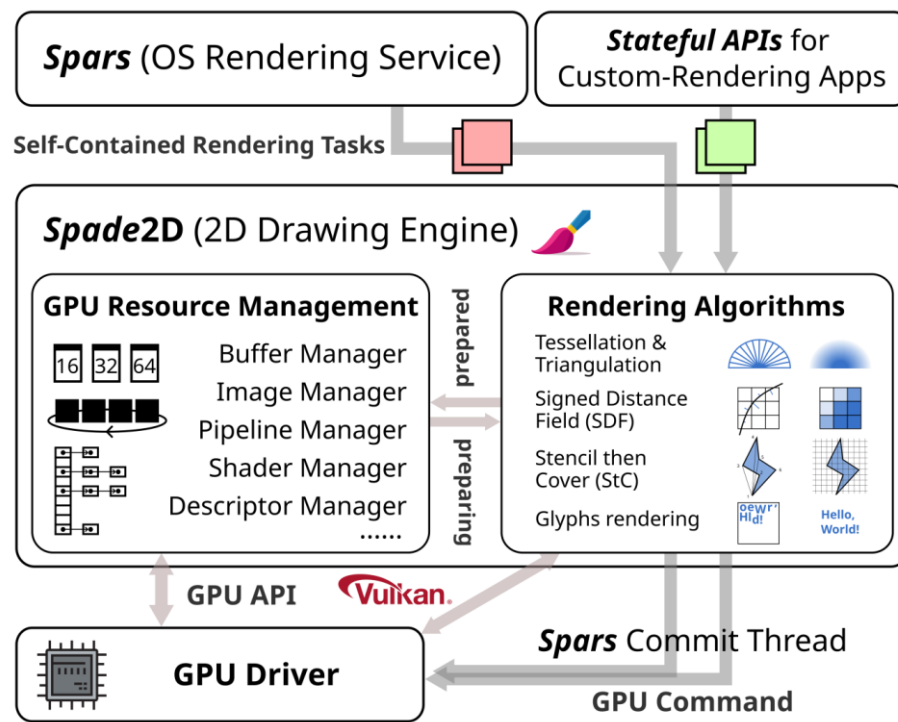 Spars (OS Rendering Service)
Stateful APIs for
Custom-Rendering Apps
Self-Contained Rendering Tasks
Spade2D (2D Drawing Engine)
GPU Resource Management
16 32 64
Buffer Manager
Image Manager
Pipeline Manager
Shader Manager
Descriptor Manager
......
prepared
preparing
Rendering Algorithms
Tessellation &
Triangulation
Signed Distance
Field (SDF)
Stencil then
Cover (StC)
Glyphs rendering
oewr,
Hld!
Hello,
World!
GPU API
Vulkan
Spars Commit Thread
GPU Driver
GPU Command